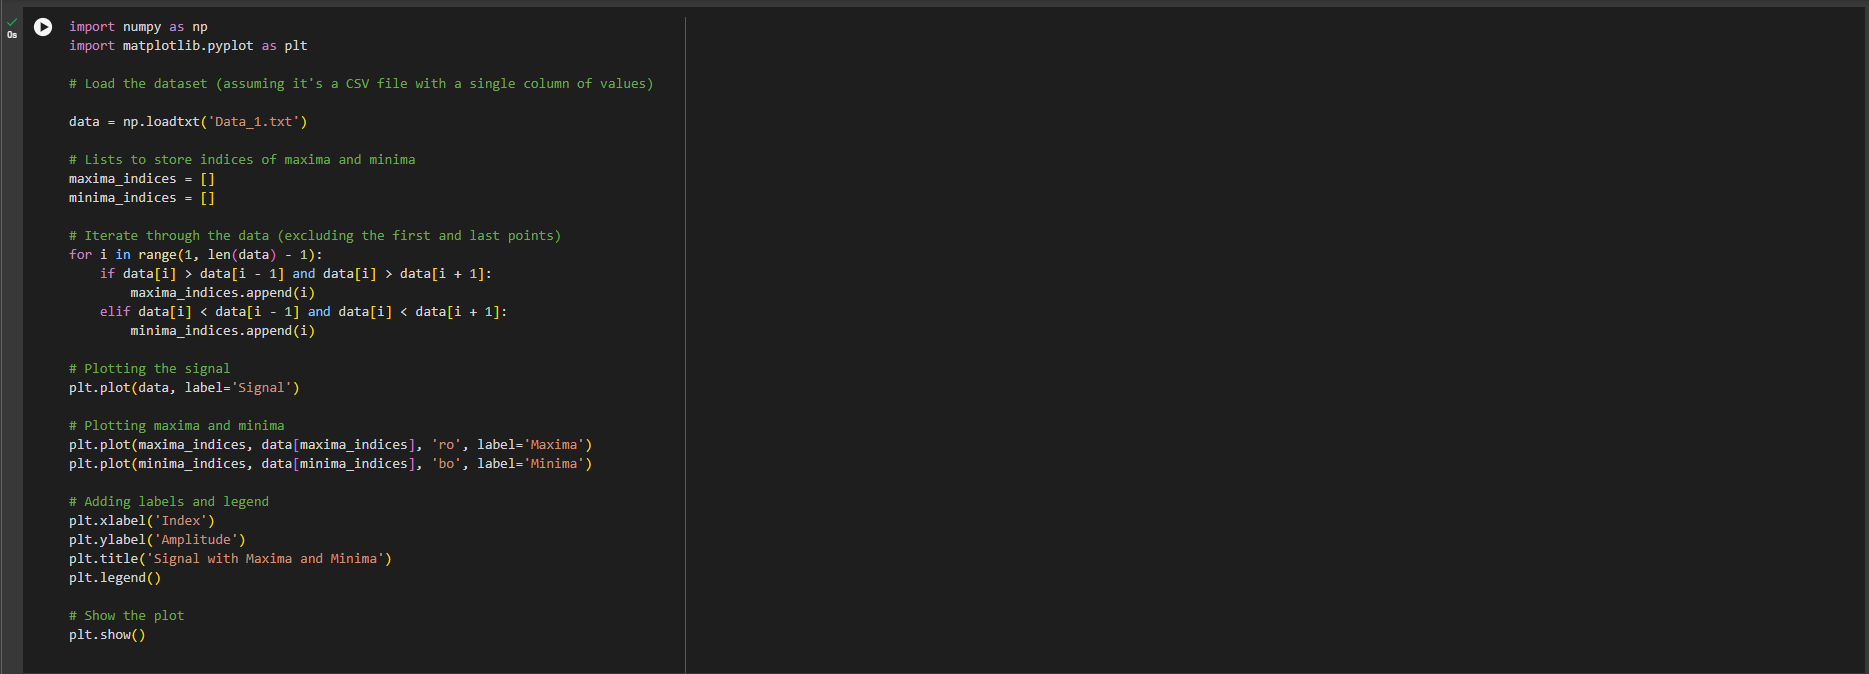 0s
import numpy as np
import matplotlib.pyplot as plt
# Load the dataset (assuming it's a CSV file with a single column of values)
data = np.loadtxt('Data_1.txt')
# Lists to store indices of maxima and minima
maxima_indices = []
minima_indices = []
# Iterate through the data (excluding the first and last points)
for i in range(1, len(data) - 1):
    if data[i] > data[i - 1] and data[i] > data[i + 1]:
        maxima_indices.append(i)
    elif data[i] < data[i - 1] and data[i] < data[i + 1]:
        minima_indices.append(i)
# Plotting the signal
plt.plot(data, label='Signal')
# Plotting maxima and minima
plt.plot(maxima_indices, data[maxima_indices], 'ro', label='Maxima')
plt.plot(minima_indices, data[minima_indices], 'bo', label='Minima')
# Adding labels and legend
plt.xlabel('Index')
plt.ylabel('Amplitude')
plt.title('Signal with Maxima and Minima')
plt.legend()
# Show the plot
plt.show()